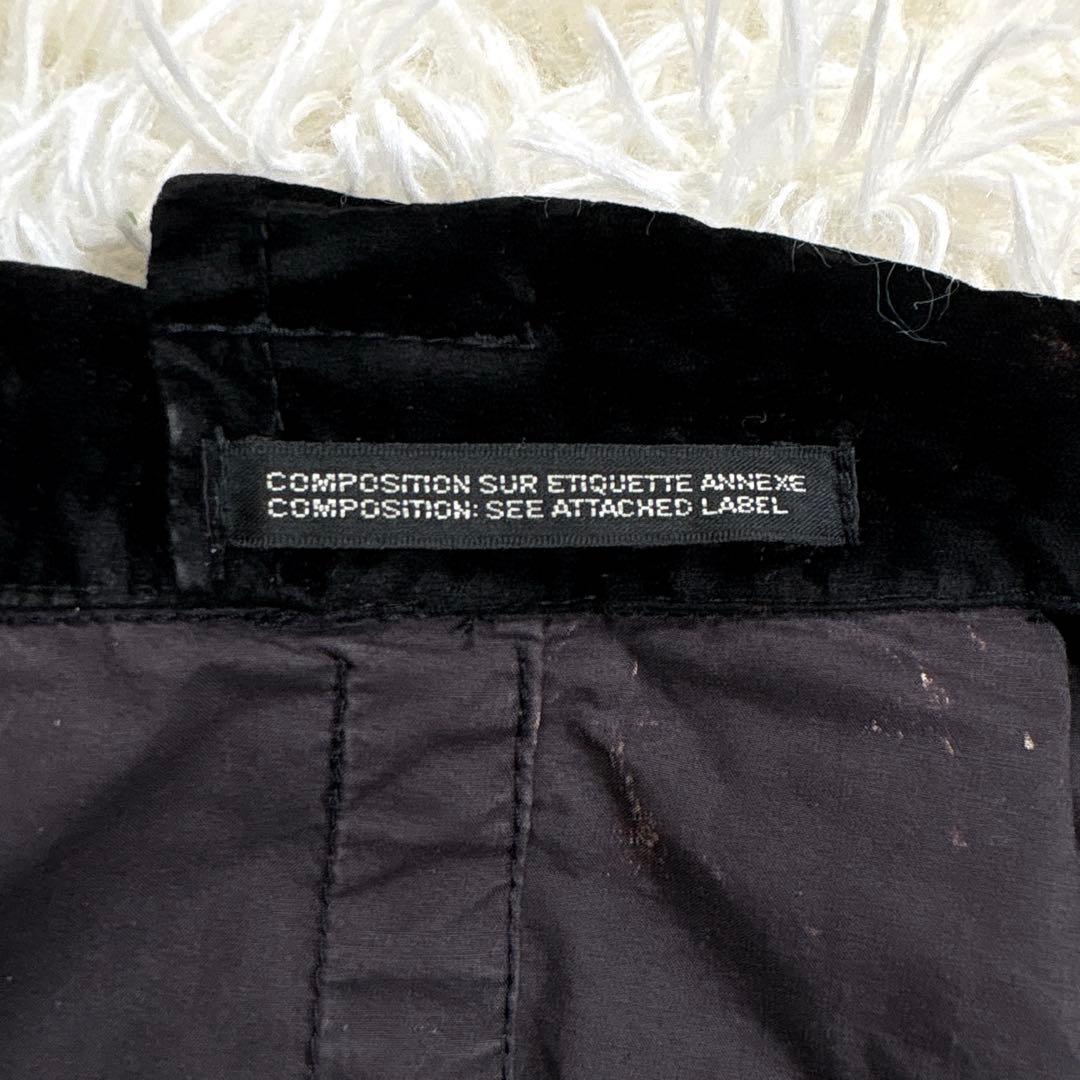 COMPOSITION SUR ETIQUETTE ANNEXE
COMPOSITION: SEE ATTACHED LABEL